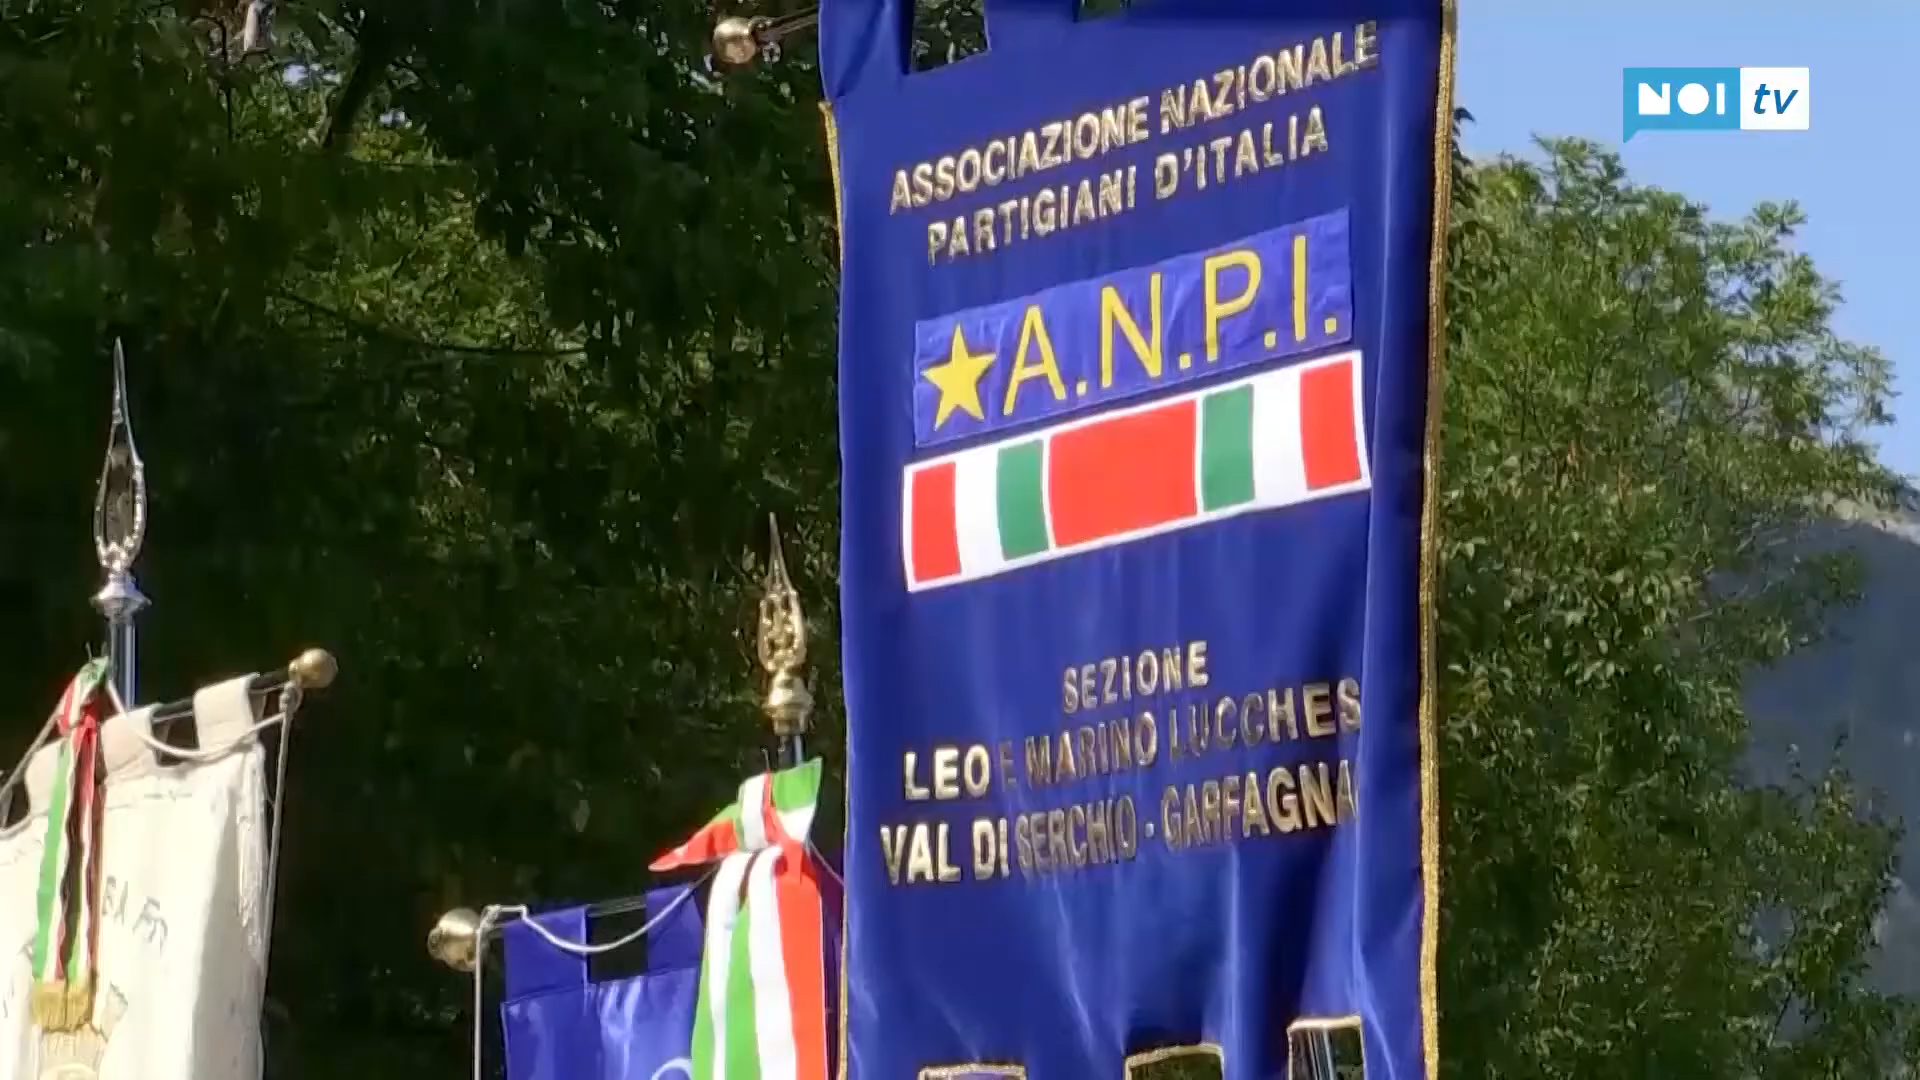 NOI tv
ASSOCIAZIONE NAZIONALE
PARTIGIANI D'ITALIA
A.N.P.I.
SEZIONE
LEO E MARINO LUCCHES
VAL DI SERCHIO - GARFAGNA